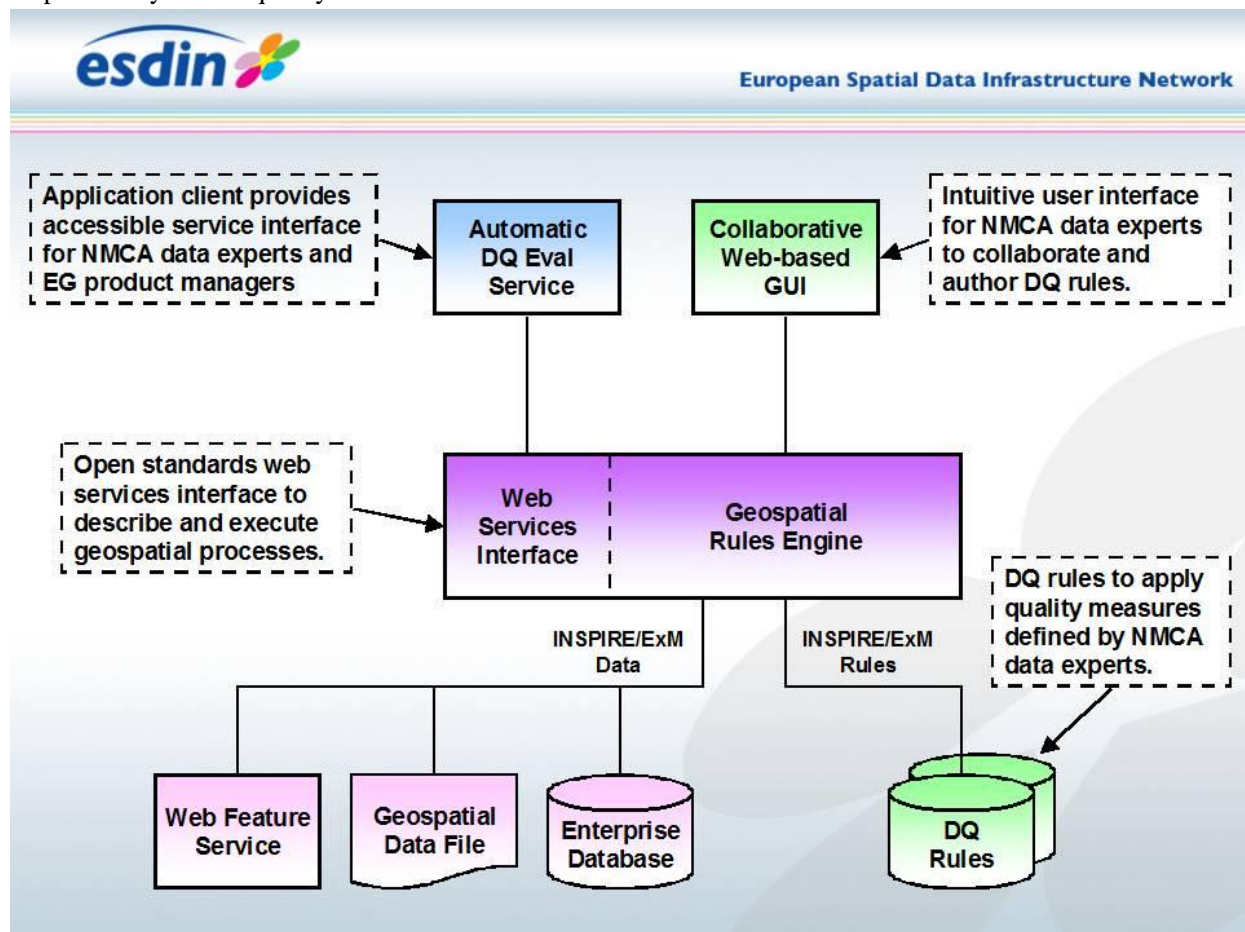 esdin
European Spatial Data Infrastructure Network
Application client provides
accessible service interface
for NMCA data experts and
EG product managers
Automatic
DQ Eval
Service
Collaborative
Web-based
GUI
Intuitive user interface
for NMCA data experts
to collaborate and
author DQ rules.
Open standards web
services interface to
describe and execute
geospatial processes.
Web
Services
Interface
Geospatial
Rules Engine
DQ rules to apply
quality measures
defined by NMCA
data experts.
INSPIRE/ExM
Data
INSPIRE/ExM
Rules
Web Feature
Service
Geospatial
Data File
Enterprise
Database
DQ
Rules